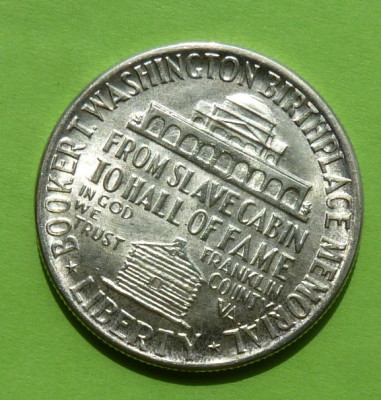 BOOKER T. WASHINGTON BIRTHPLACE MEMORIAL
FROM SLAVE CABIN
TO HALL OF FAME
IN GOD
WE
TRUST
FRANKLIN
COUNTY
VA.
LIBERTY